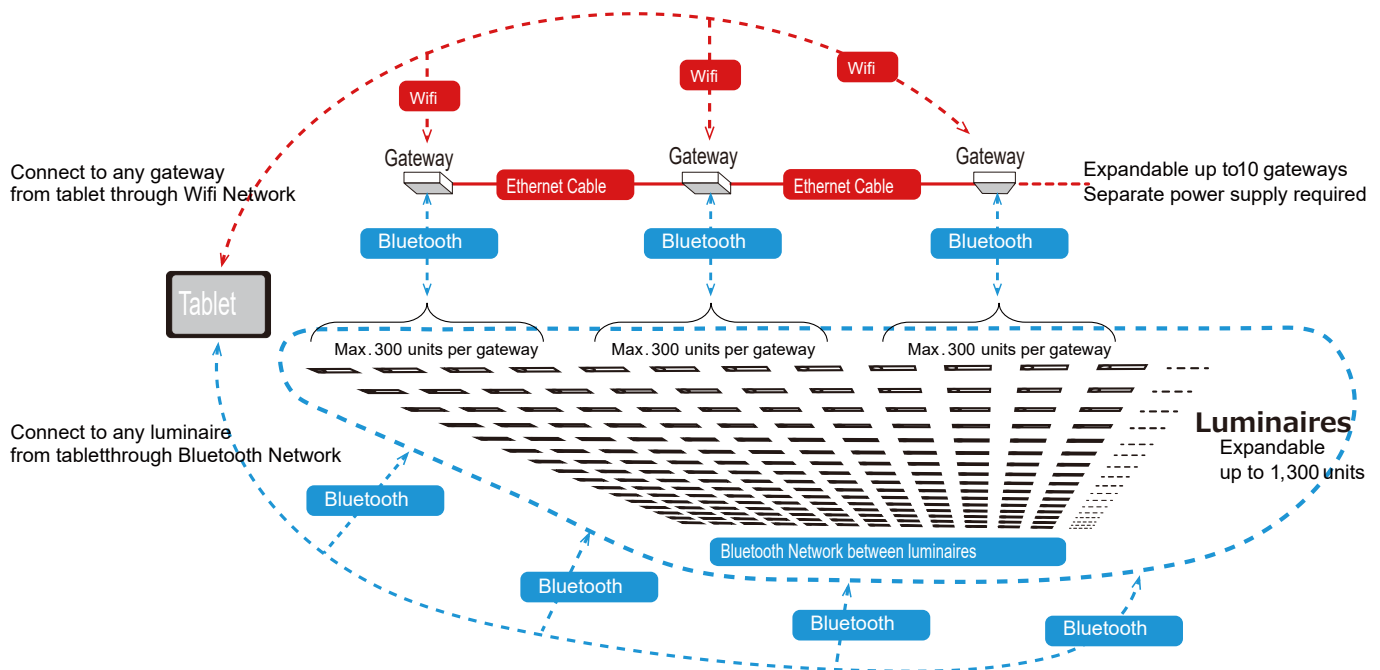 Wifi
Wifi
Wifi
Gateway
Gateway
Gateway
Connect to any gateway
from tablet through Wifi Network
Ethernet Cable
Ethernet Cable
Expandable up to10 gateways
Separate power supply required
Bluetooth
Bluetooth
Bluetooth
Tablet
Max.300 units per gateway
Max.300 units per gateway
Max.300 units per gateway
Connect to any luminaire
from tabletthrough Bluetooth Network
Luminaires
Expandable
up to 1,300 units
Bluetooth
Bluetooth Network between luminaires
Bluetooth
Bluetooth
Bluetooth